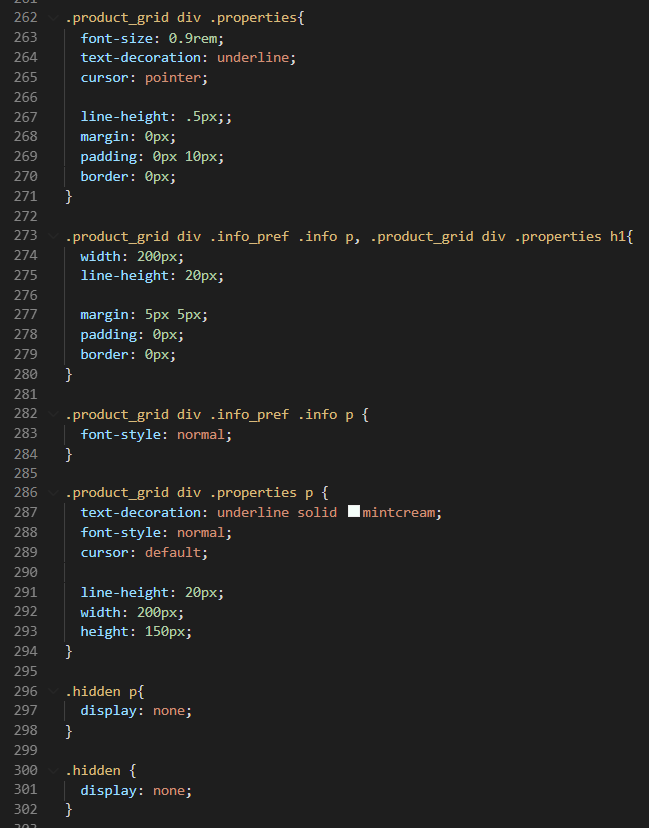 262 .product_grid div .properties{
263 font-size: 0.9rem;
264 text-decoration: underline;
265 cursor: pointer;
266
267 line-height: .5px;;
268 margin: 0px;
269 padding: 0px 10px;
270 border: 0px;
271 }
272
273 .product_grid div .info_pref .info p, .product_grid div .properties h1{
274 width: 200px;
275 line-height: 20px;
276
277 margin: 5px 5px;
278 padding: 0px;
279 border: 0px;
280 }
281
282 .product_grid div .info_pref .info p {
283 font-style: normal;
284 }
285
286 .product_grid div .properties p {
287 text-decoration: underline solid mintcream;
288 font-style: normal;
289 cursor: default;
290
291 line-height: 20px;
292 width: 200px;
293 height: 150px;
294 }
295
296 .hidden p{
297 display: none;
298 }
299
300 .hidden {
301 display: none;
302 }